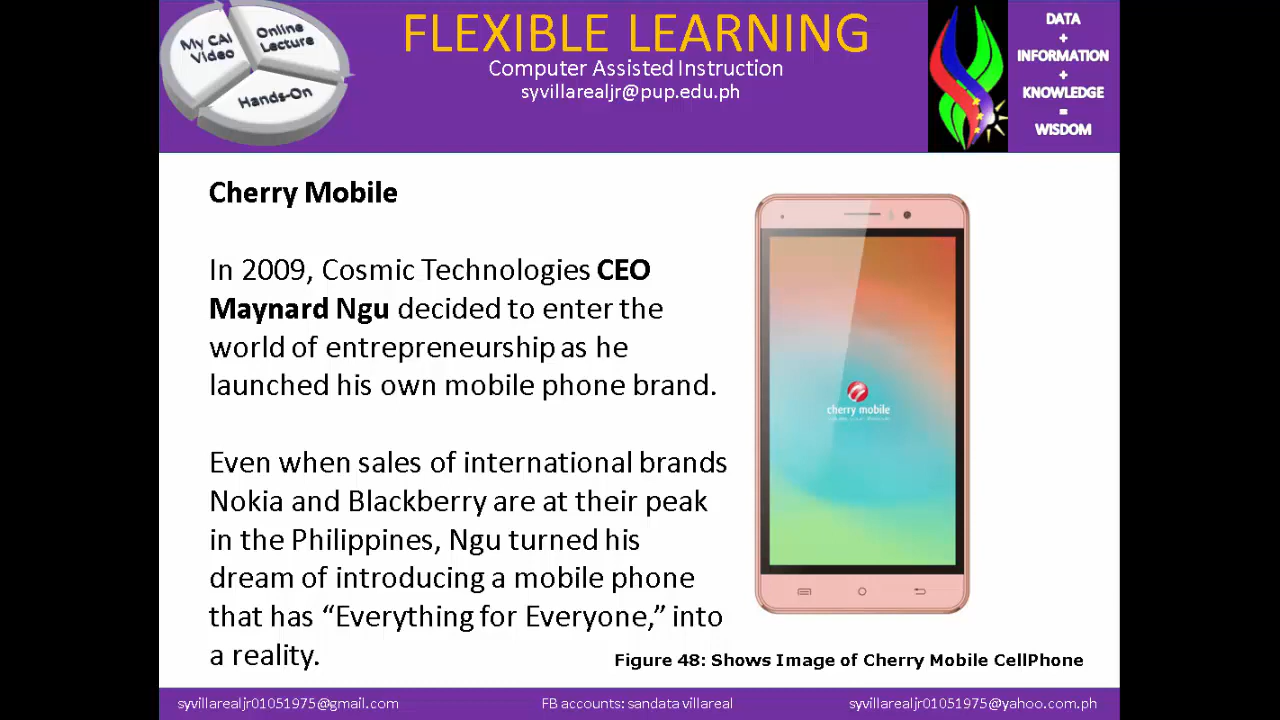 My CAI
Video
Online
Lecture
Hands-On
FLEXIBLE LEARNING
Computer Assisted Instruction
syvillarealjr@pup.edu.ph
DATA
+
INFORMATION
+
KNOWLEDGE
=
WISDOM
Cherry Mobile
In 2009, Cosmic Technologies CEO
Maynard Ngu decided to enter the
world of entrepreneurship as he
launched his own mobile phone brand.
Even when sales of international brands
Nokia and Blackberry are at their peak
in the Philippines, Ngu turned his
dream of introducing a mobile phone
that has “Everything for Everyone,” into
a reality.
cherry mobile
Figure 48: Shows Image of Cherry Mobile CellPhone
syvillarealjr01051975@gmail.com
FB accounts: sandata villareal
syvillarealjr01051975@yahoo.com.ph